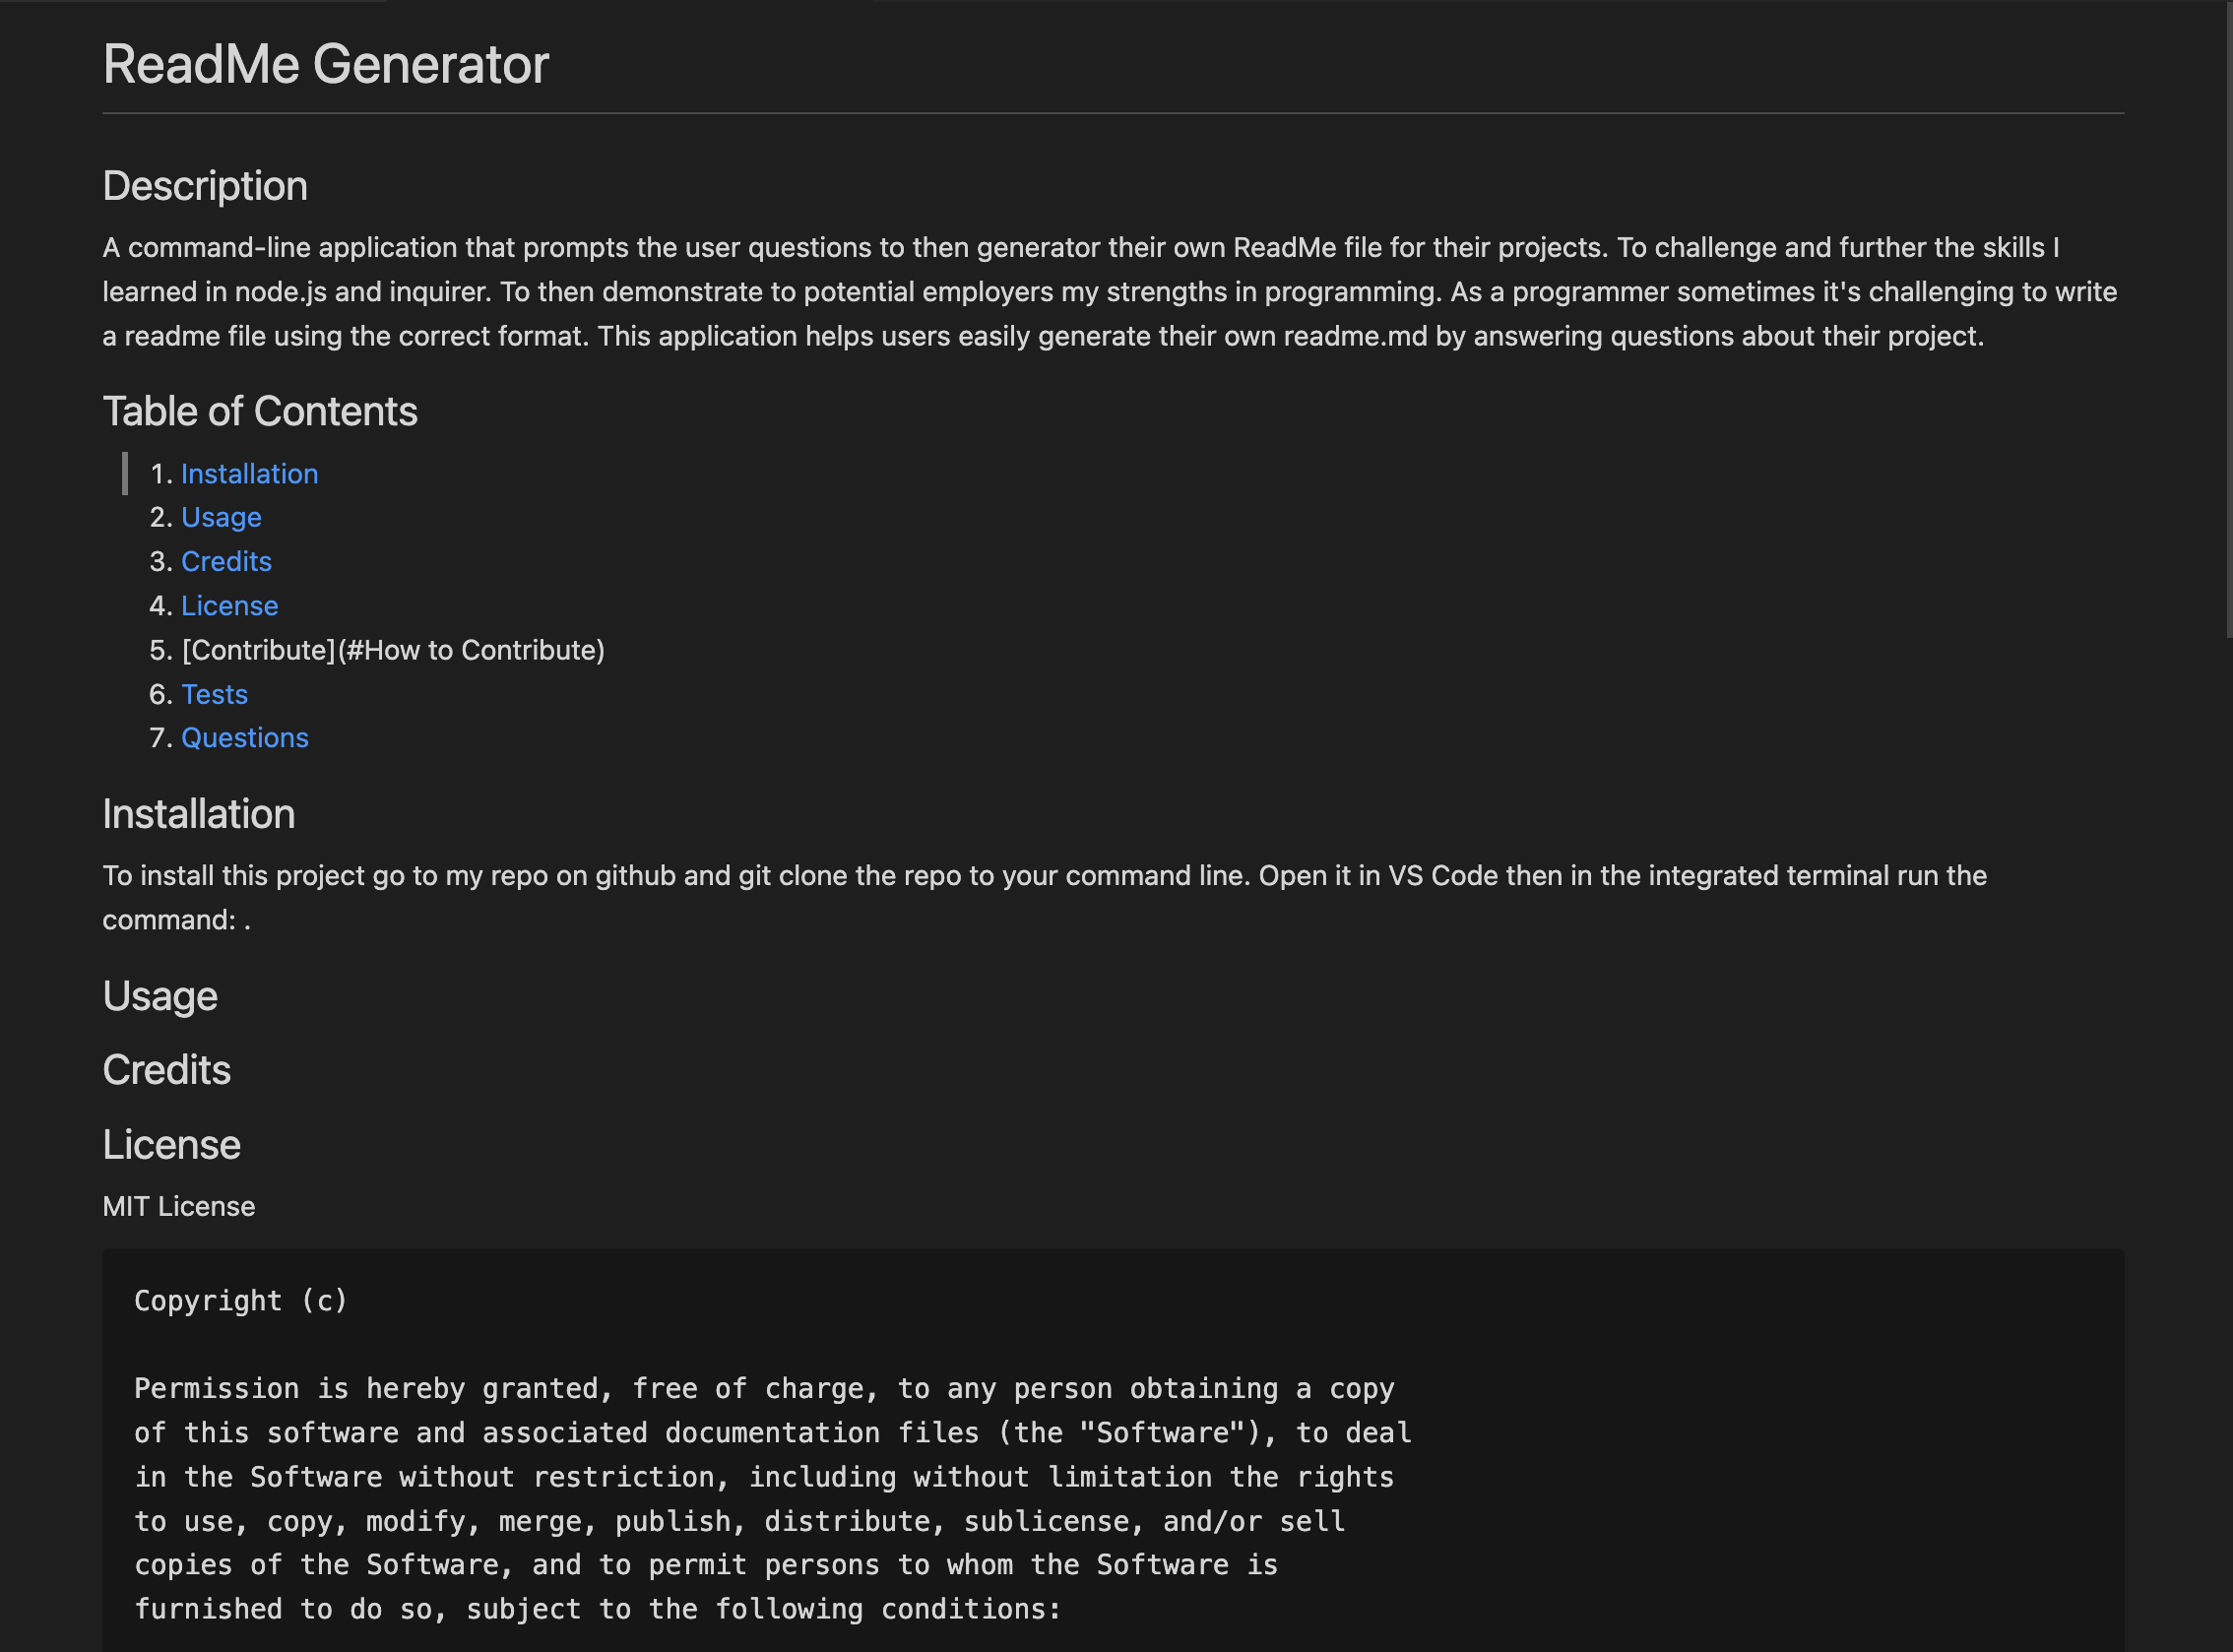 ReadMe Generator
Description
A command-line application that prompts the user questions to then generator their own ReadMe file for their projects. To challenge and further the skills I
learned in node.js and inquirer. To then demonstrate to potential employers my strengths in programming. As a programmer sometimes it's challenging to write
a readme file using the correct format. This application helps users easily generate their own readme.md by answering questions about their project.
Table of Contents
1. Installation
2. Usage
3. Credits
4. License
5. [Contribute](#How to Contribute)
6. Tests
7. Questions
Installation
To install this project go to my repo on github and git clone the repo to your command line. Open it in VS Code then in the integrated terminal run the
command: .
Usage
Credits
License
MIT License
Copyright (c)
Permission is hereby granted, free of charge, to any person obtaining a copy
of this software and associated documentation files (the "Software"), to deal
in the Software without restriction, including without limitation the rights
to use, copy, modify, merge, publish, distribute, sublicense, and/or sell
copies of the Software, and to permit persons to whom the Software is
furnished to do so, subject to the following conditions: